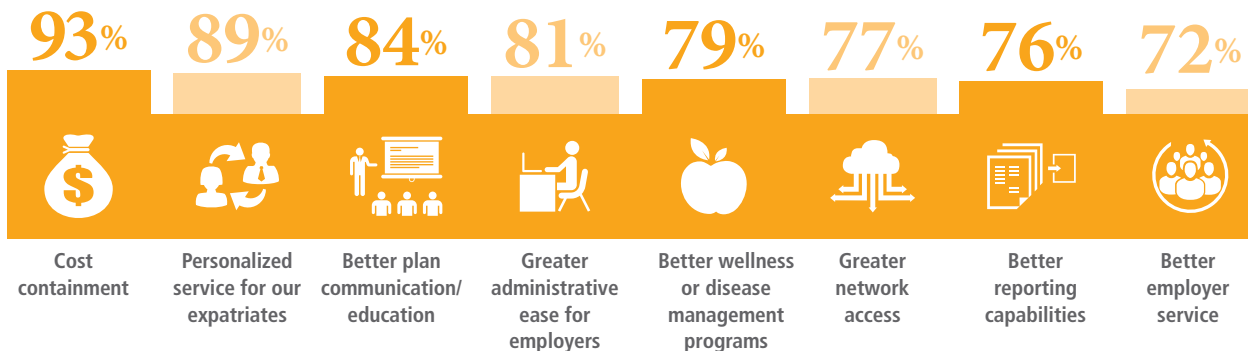 93%
89%
84%
81%
79%
77%
76%
72%
$
Cost
containment
Personalized
service for our
expatriates
Better plan
communication/
education
Greater
administrative
ease for
employers
Better wellness
or disease
management
programs
Greater
network
access
Better
reporting
capabilities
Better
employer
service